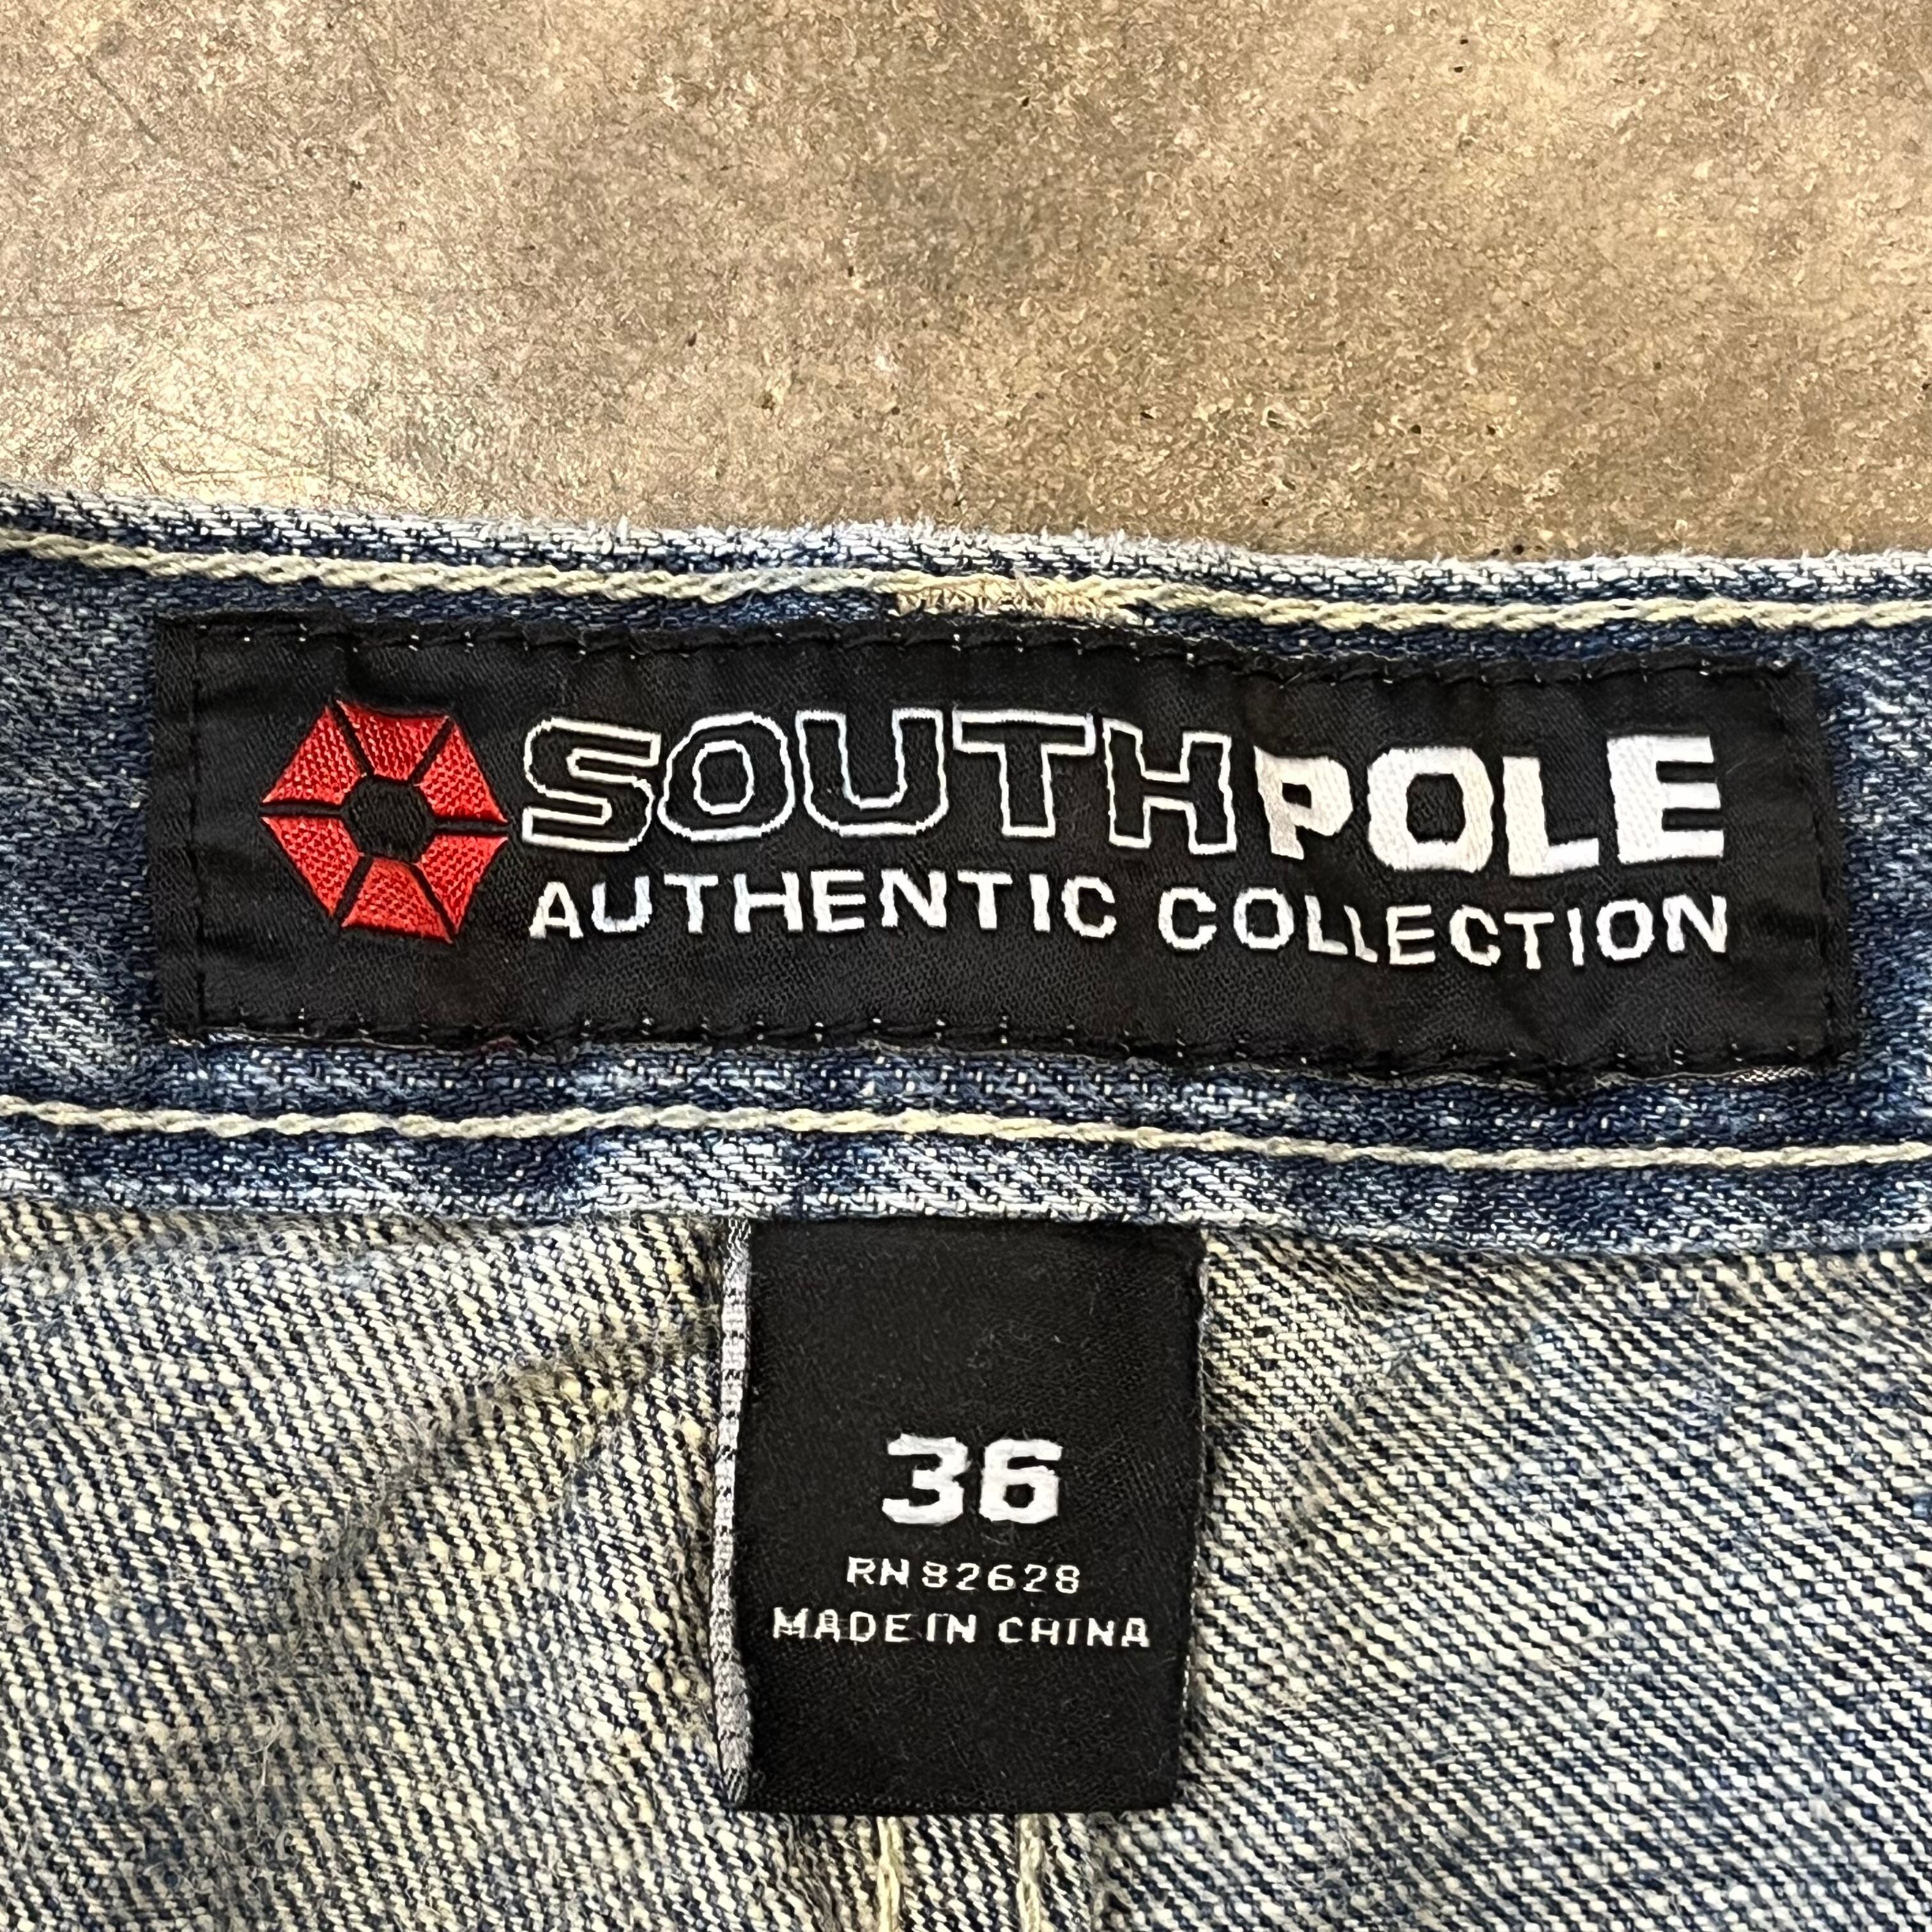 SOUTHPOLE
AUTHENTIC COLLECTION
36
RN 82628
MADE IN CHINA